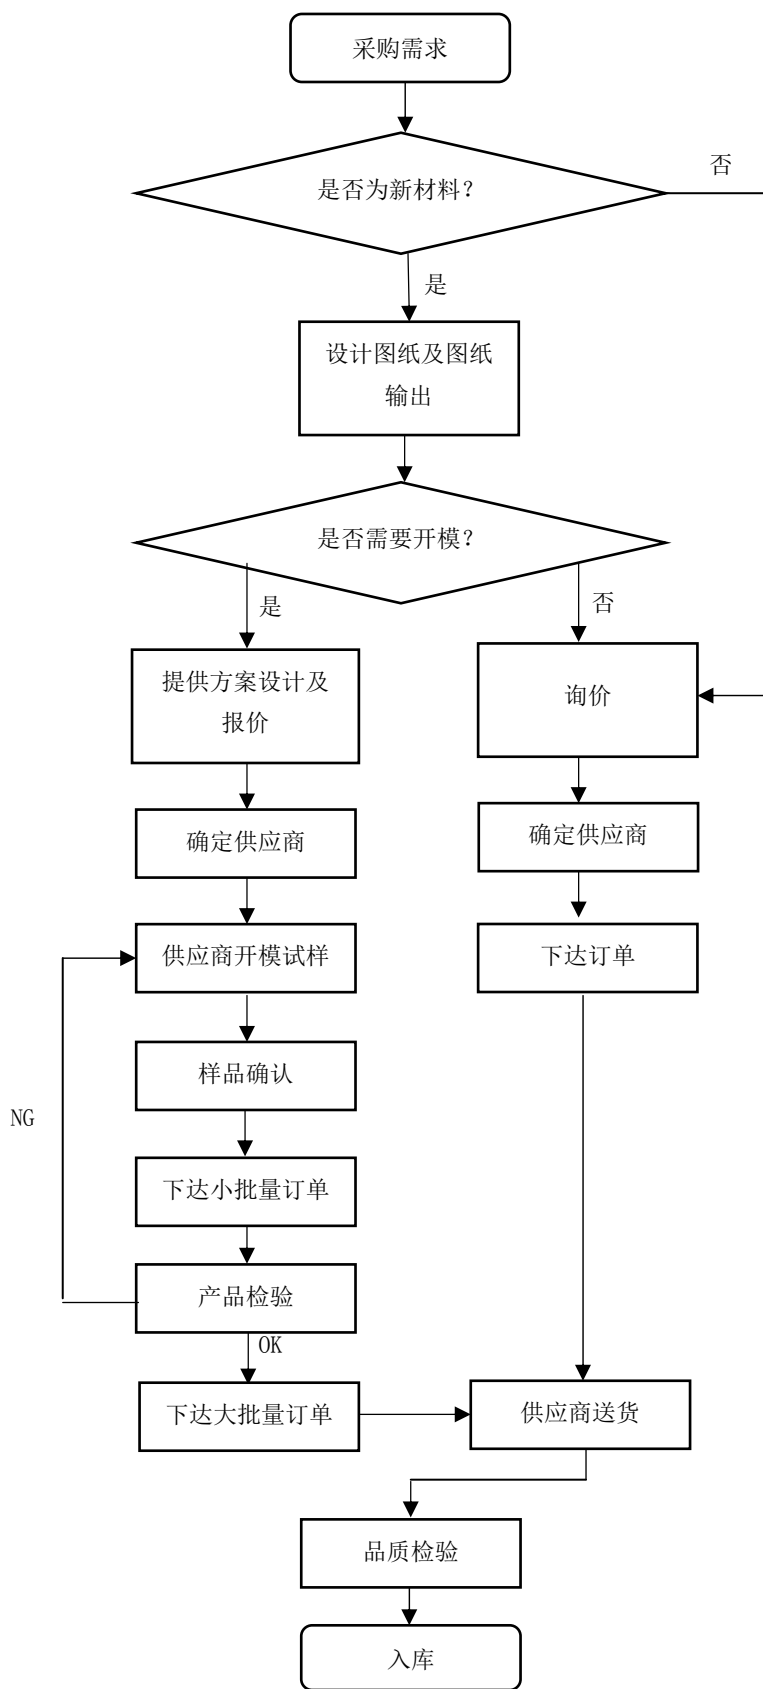 采购需求
是否为新材料？
否
是
设计图纸及图纸
输出
是否需要开模？
是
否
提供方案设计及
报价
询价
确定供应商
确定供应商
供应商开模试样
下达订单
样品确认
NG
下达小批量订单
产品检验
OK
下达大批量订单
供应商送货
品质检验
入库